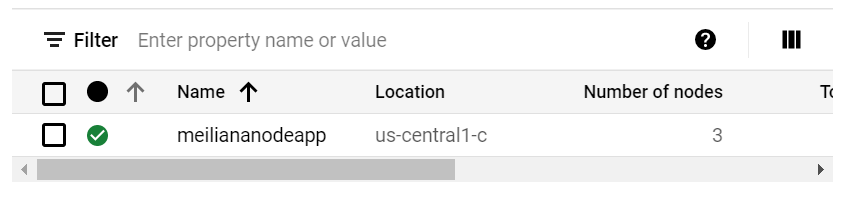 Filter Enter property name or value
Name Location Number of nodes
meiliananodeapp us-central1-c 3